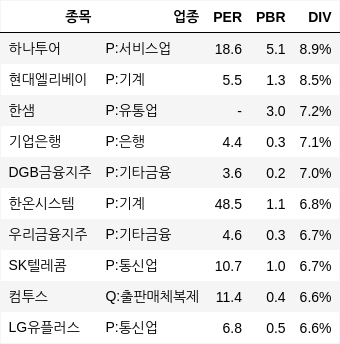 종목 업종 PER PBR DIV
하나투어 P:서비스업 18.6 5.1 8.9%
현대엘리베이 P:기계 5.5 1.3 8.5%
한샘 P:유통업 - 3.0 7.2%
기업은행 P:은행 4.4 0.3 7.1%
DGB금융지주 P:기타금융 3.6 0.2 7.0%
한온시스템 P:기계 48.5 1.1 6.8%
우리금융지주 P:기타금융 4.6 0.3 6.7%
SK텔레콤 P:통신업 10.7 1.0 6.7%
컴투스 Q:출판매체복제 11.4 0.4 6.6%
LG유플러스 P:통신업 6.8 0.5 6.6%